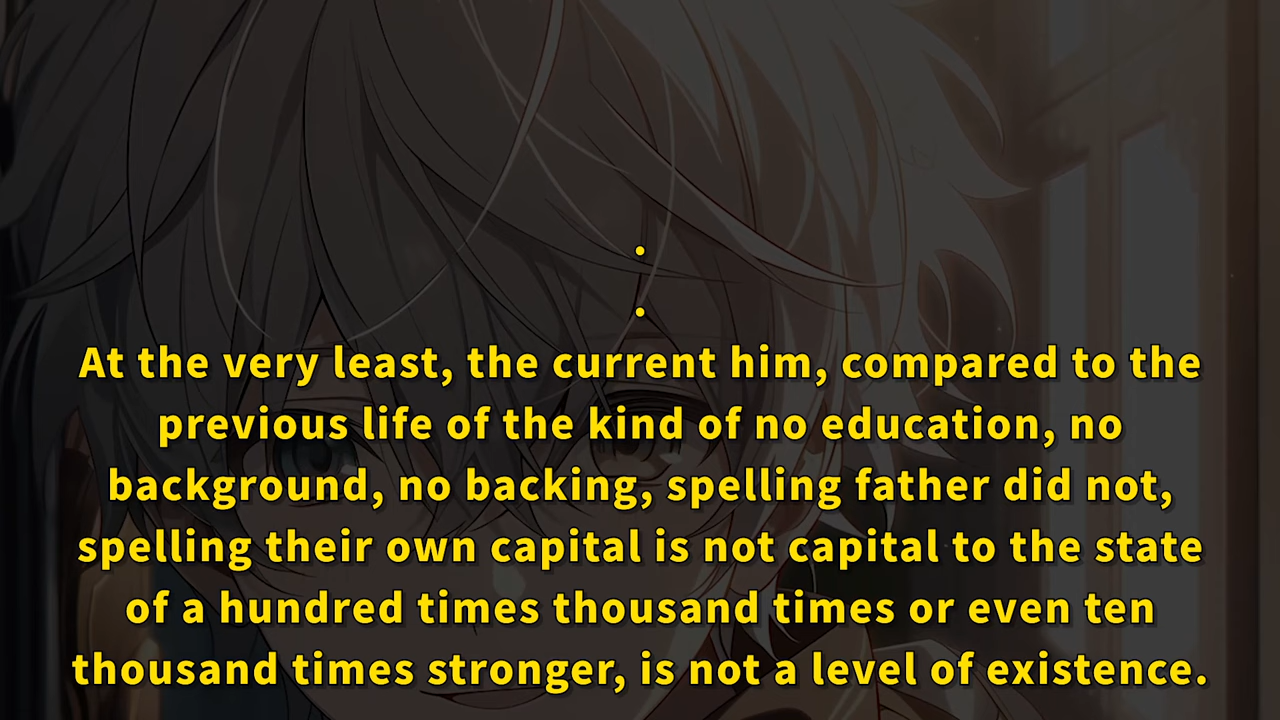 .
.
At the very least, the current him, compared to the
previous life of the kind of no education, no
background, no backing, spelling father did not,
spelling their own capital is not capital to the state
of a hundred times thousand times or even ten
thousand times stronger, is not a level of existence.